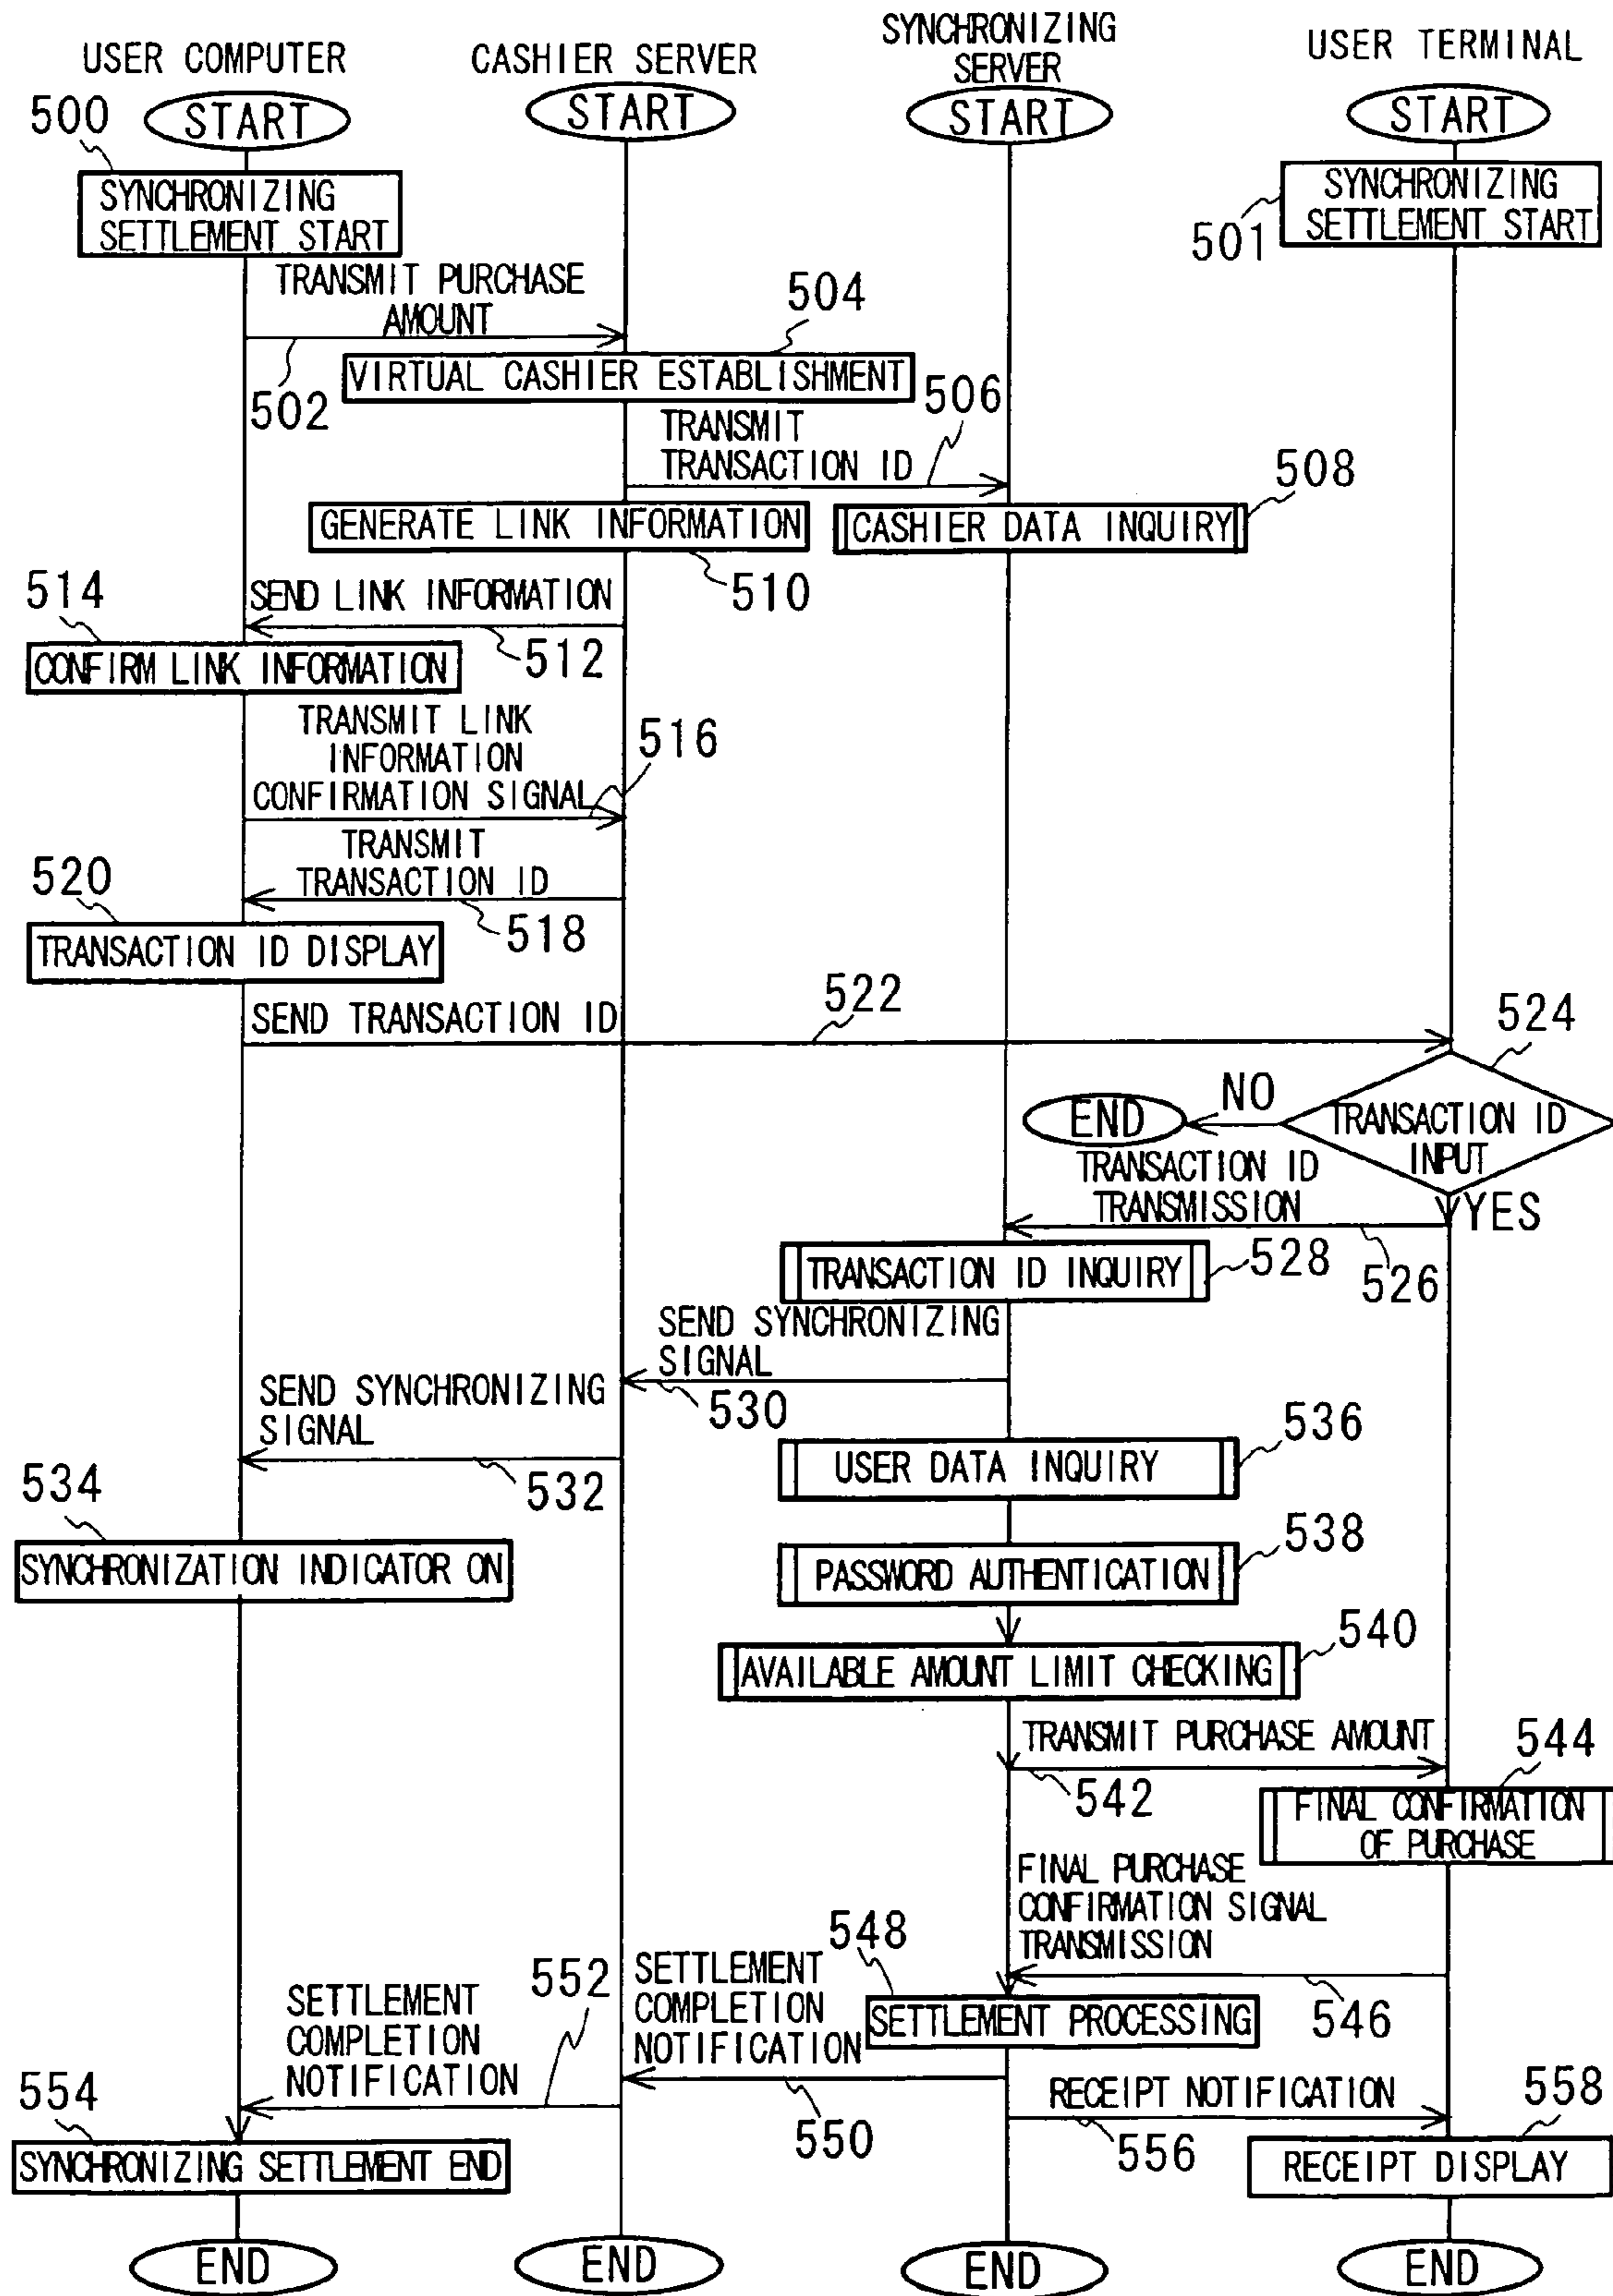 USER COMPUTER
CASHIER SERVER
SYNCHRONIZING
SERVER
USER TERMINAL
START
START
START
START
500
SYNCHRONIZING
SETTLEMENT START
501
SYNCHRONIZING
SETTLEMENT START
TRANSMIT PURCHASE
AMOUNT
502
504
VIRTUAL CASHIER ESTABLISHMENT
506
TRANSMIT
TRANSACTION ID
508
GENERATE LINK INFORMATION
CASHIER DATA INQUIRY
510
514
SEND LINK INFORMATION
512
CONFIRM LINK INFORMATION
TRANSMIT LINK
INFORMATION
CONFIRMATION SIGNAL
516
TRANSMIT
TRANSACTION ID
518
520
TRANSACTION ID DISPLAY
SEND TRANSACTION ID
522
524
TRANSACTION ID
INPUT
NO
END
YES
TRANSACTION ID
TRANSMISSION
526
TRANSACTION ID INQUIRY
528
SEND SYNCHRONIZING
SIGNAL
530
SEND SYNCHRONIZING
SIGNAL
532
534
SYNCHRONIZATION INDICATOR ON
USER DATA INQUIRY
536
PASSWORD AUTHENTICATION
538
AVAILABLE AMOUNT LIMIT CHECKING
540
TRANSMIT PURCHASE AMOUNT
542
544
FINAL CONFIRMATION
OF PURCHASE
FINAL PURCHASE
CONFIRMATION SIGNAL
TRANSMISSION
546
548
SETTLEMENT PROCESSING
SETTLEMENT
COMPLETION
NOTIFICATION
550
552
SETTLEMENT
COMPLETION
NOTIFICATION
554
SYNCHRONIZING SETTLEMENT END
RECEIPT NOTIFICATION
556
558
RECEIPT DISPLAY
END
END
END
END